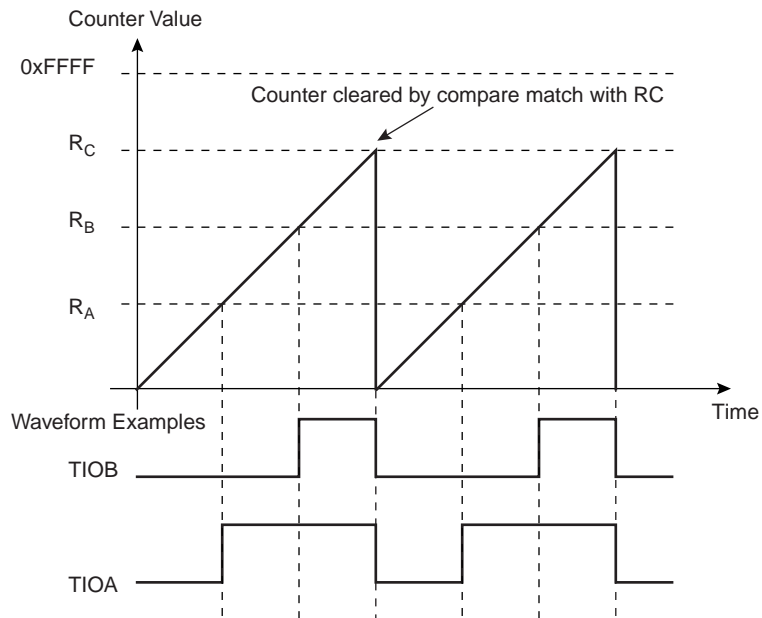 Counter Value
0xFFFF
Counter cleared by compare match with RC
RC
RB
RA
Time
Waveform Examples
TIOB
TIOA